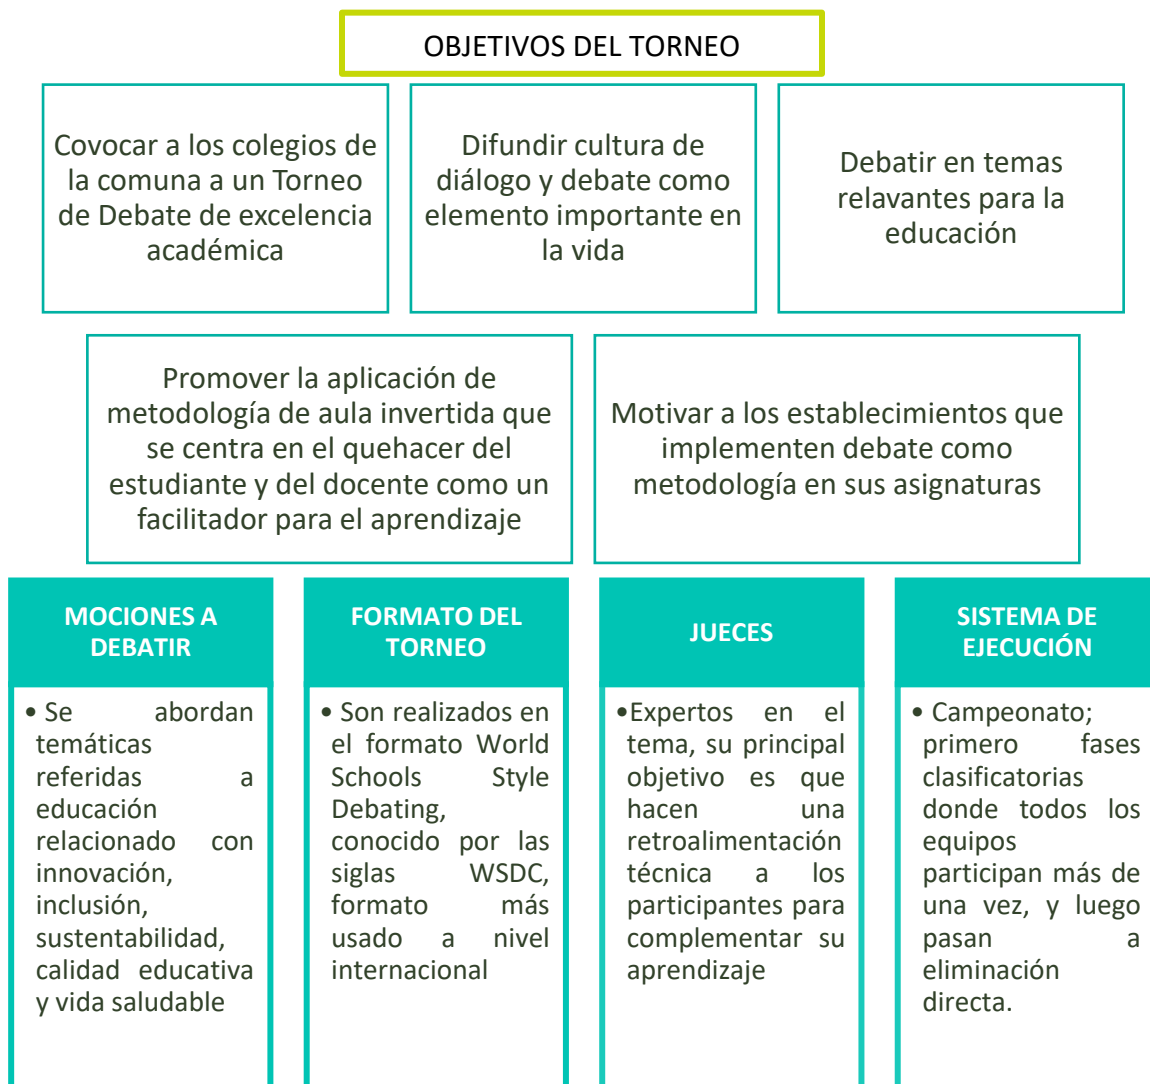 OBJETIVOS DEL TORNEO
Covocar a los colegios de
la comuna a un Torneo
de Debate de excelencia
académica
Difundir cultura de
diálogo y debate como
elemento importante en
la vida
Debatir en temas
relavantes para la
educación
Promover la aplicación de
metodología de aula invertida que
se centra en el quehacer del
estudiante y del docente como un
facilitador para el aprendizaje
Motivar a los establecimientos que
implementen debate como
metodología en sus asignaturas
MOCIONES A
DEBATIR
• Se abordan
temáticas
referidas a
educación
relacionado con
innovación,
inclusión,
sustentabilidad,
calidad educativa
y vida saludable
FORMATO DEL
TORNEO
• Son realizados en
el formato World
Schools Style
Debating,
conocido por las
siglas WSDC,
formato más
usado a nivel
internacional
JUECES
•Expertos en el
tema, su principal
objetivo es que
hacen una
retroalimentación
técnica a los
participantes para
complementar su
aprendizaje
SISTEMA DE
EJECUCIÓN
• Campeonato;
primero fases
clasificatorias
donde todos los
equipos
participan más de
una vez, y luego
pasan a
eliminación
directa.